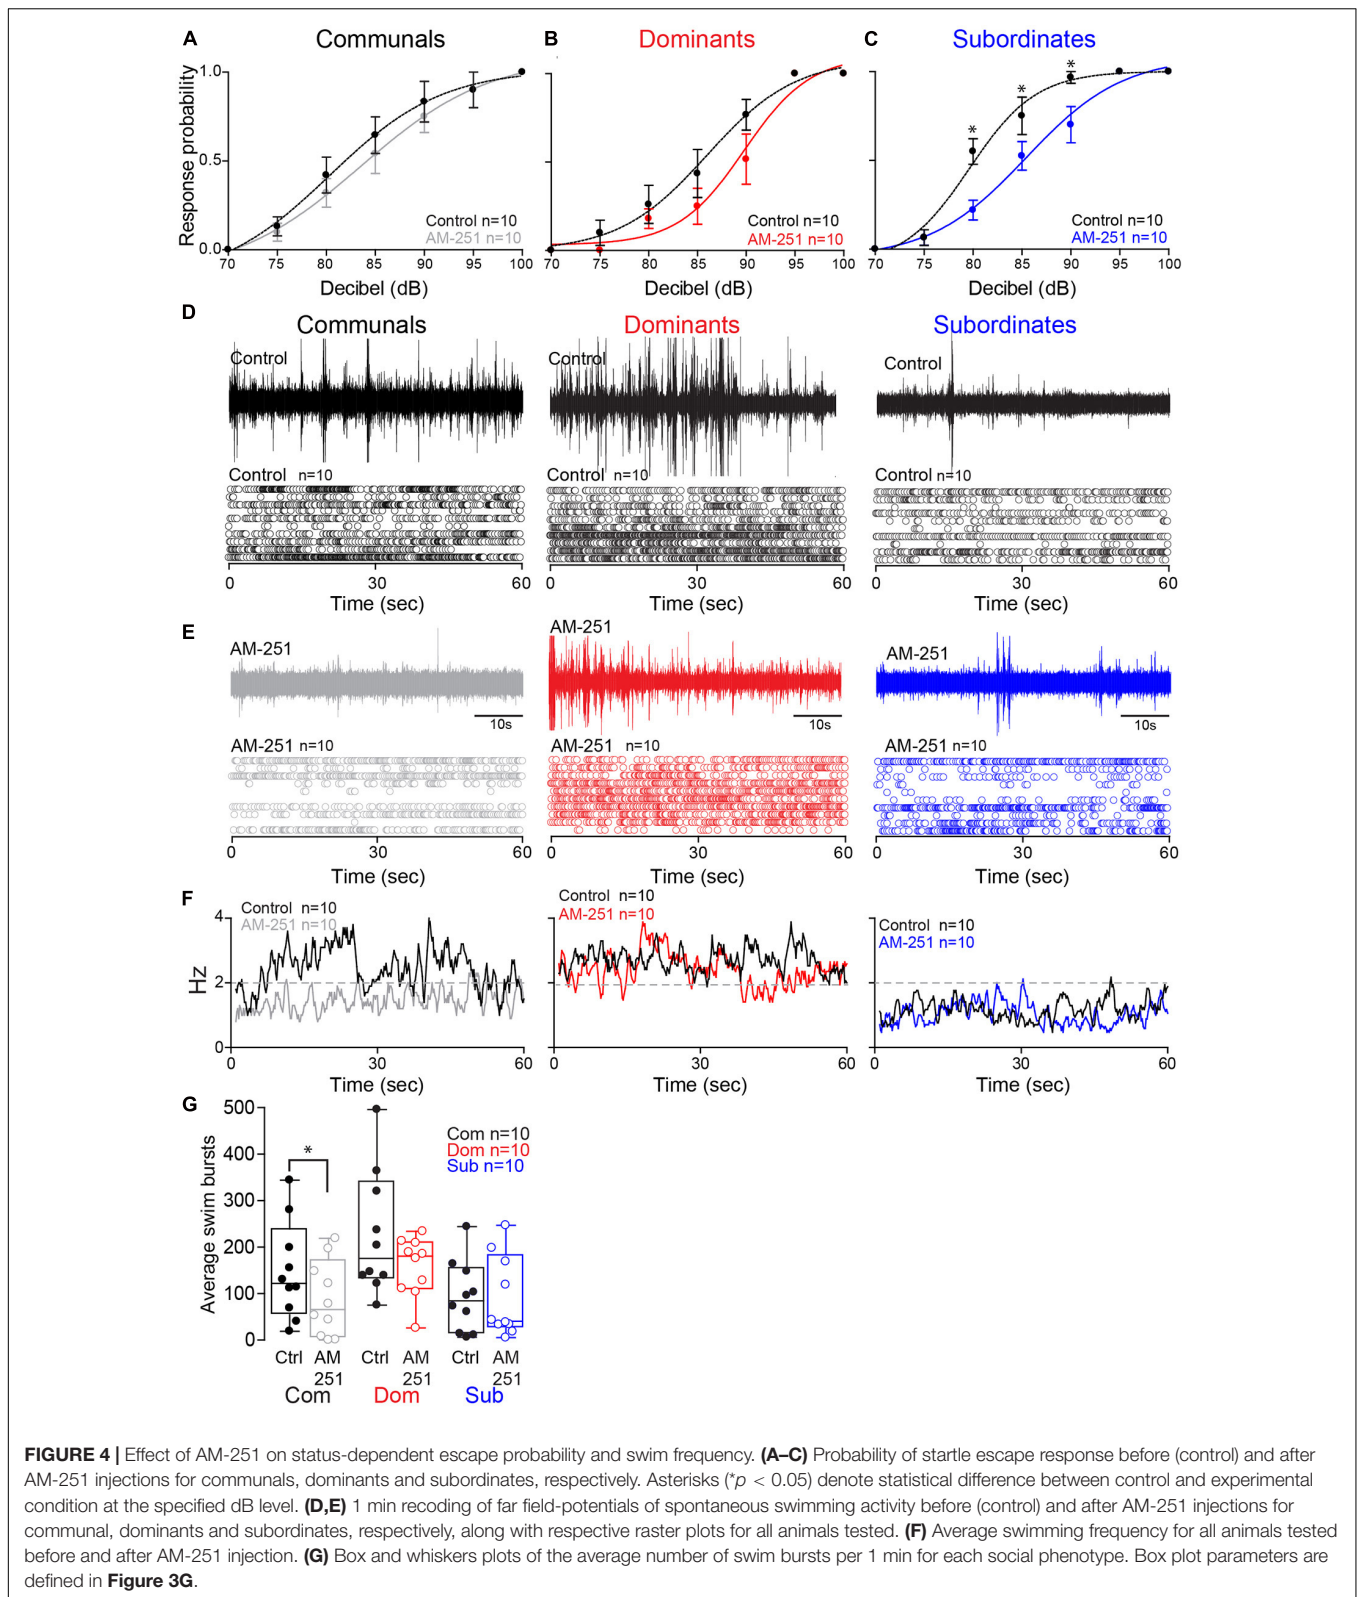 A Communals
B Dominants
C Subordinates
Response probability
1.0
0.5
0.0
Control n=10
AM-251 n=10
70 75 80 85 90 95 100
Decibel (dB)
Control n=10
AM-251 n=10
70 75 80 85 90 95 100
Decibel (dB)
* * *
Control n=10
AM-251 n=10
70 75 80 85 90 95 100
Decibel (dB)
D
Communals Dominants Subordinates
Control Control Control
Control n=10 Control n=10 Control n=10
0 30 60 0 30 60 0 30 60
Time (sec) Time (sec) Time (sec)
E
AM-251 AM-251 AM-251
10s 10s 10s
AM-251 n=10 AM-251 n=10 AM-251 n=10
0 30 60 0 30 60 0 30 60
Time (sec) Time (sec) Time (sec)
F
Hz
4
2
0
Control n=10
AM-251 n=10
Control n=10
AM-251 n=10
Control n=10
AM-251 n=10
0 30 60 0 30 60 0 30 60
Time (sec) Time (sec) Time (sec)
G
Average swim bursts
500
400
300
200
100
0
*
Com n=10
Dom n=10
Sub n=10
Ctrl AM 251 Ctrl AM 251 Ctrl AM 251
Com Dom Sub
FIGURE 4 | Effect of AM-251 on status-dependent escape probability and swim frequency. (A–C) Probability of startle escape response before (control) and after
AM-251 injections for communals, dominants and subordinates, respectively. Asterisks (*p < 0.05) denote statistical difference between control and experimental
condition at the specified dB level. (D,E) 1 min recoding of far field-potentials of spontaneous swimming activity before (control) and after AM-251 injections for
communal, dominants and subordinates, respectively, along with respective raster plots for all animals tested. (F) Average swimming frequency for all animals tested
before and after AM-251 injection. (G) Box and whiskers plots of the average number of swim bursts per 1 min for each social phenotype. Box plot parameters are
defined in Figure 3G.